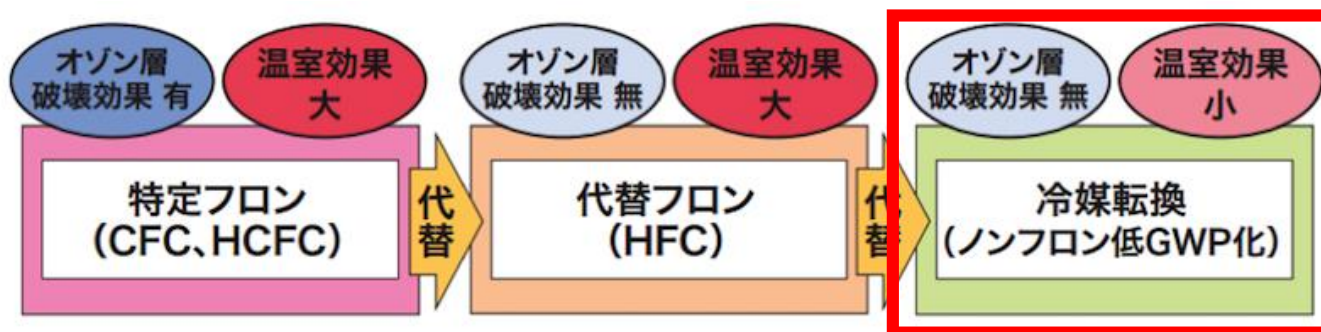 オゾン層
破壊効果 有
温室効果
大
特定フロン
(CFC、HCFC)
代替
オゾン層
破壊効果 無
温室効果
大
代替フロン
(HFC)
代替
オゾン層
破壊効果 無
温室効果
小
冷媒転換
(ノンフロン低GWP化)